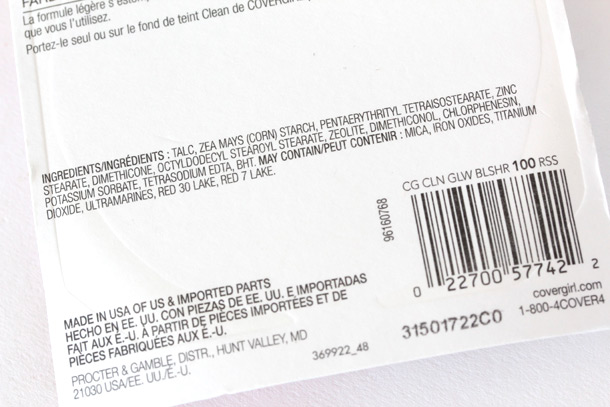 La formule légère s'estompe
que vous l'utilisez.
Portez-le seul ou sur le fond de teint Clean de COVERGIRL
INGREDIENTS/INGRÉDIENTS : TALC, ZEA MAYS (CORN) STARCH, PENTAERYTHRITYL TETRAISOSTEARATE, ZINC
STEARATE, DIMETHICONE, OCTYLDODECYL STEAROYL STEARATE, ZEOLITE, DIMETHICONOL, CHLORPHENESIN,
POTASSIUM SORBATE, TETRASODIUM EDTA, BHT. MAY CONTAIN/PEUT CONTENIR : MICA, IRON OXIDES, TITANIUM
DIOXIDE, ULTRAMARINES, RED 30 LAKE, RED 7 LAKE.
CG CLN GLW BLSHR 100 RSS
96160768
0 22700 57742 2
covergirl.com
1-800-4COVER4
MADE IN USA OF US & IMPORTED PARTS
HECHO EN EE. UU. CON PIEZAS DE EE. UU. E IMPORTADAS
FAIT AUX É.-U. À PARTIR DE PIÈCES IMPORTÉES ET DE
PIÈCES FABRIQUÉES AUX É.-U.
PROCTER & GAMBLE, DISTR., HUNT VALLEY, MD
21030 USA/EE. UU./É.-U.
369922_48
31501722C0